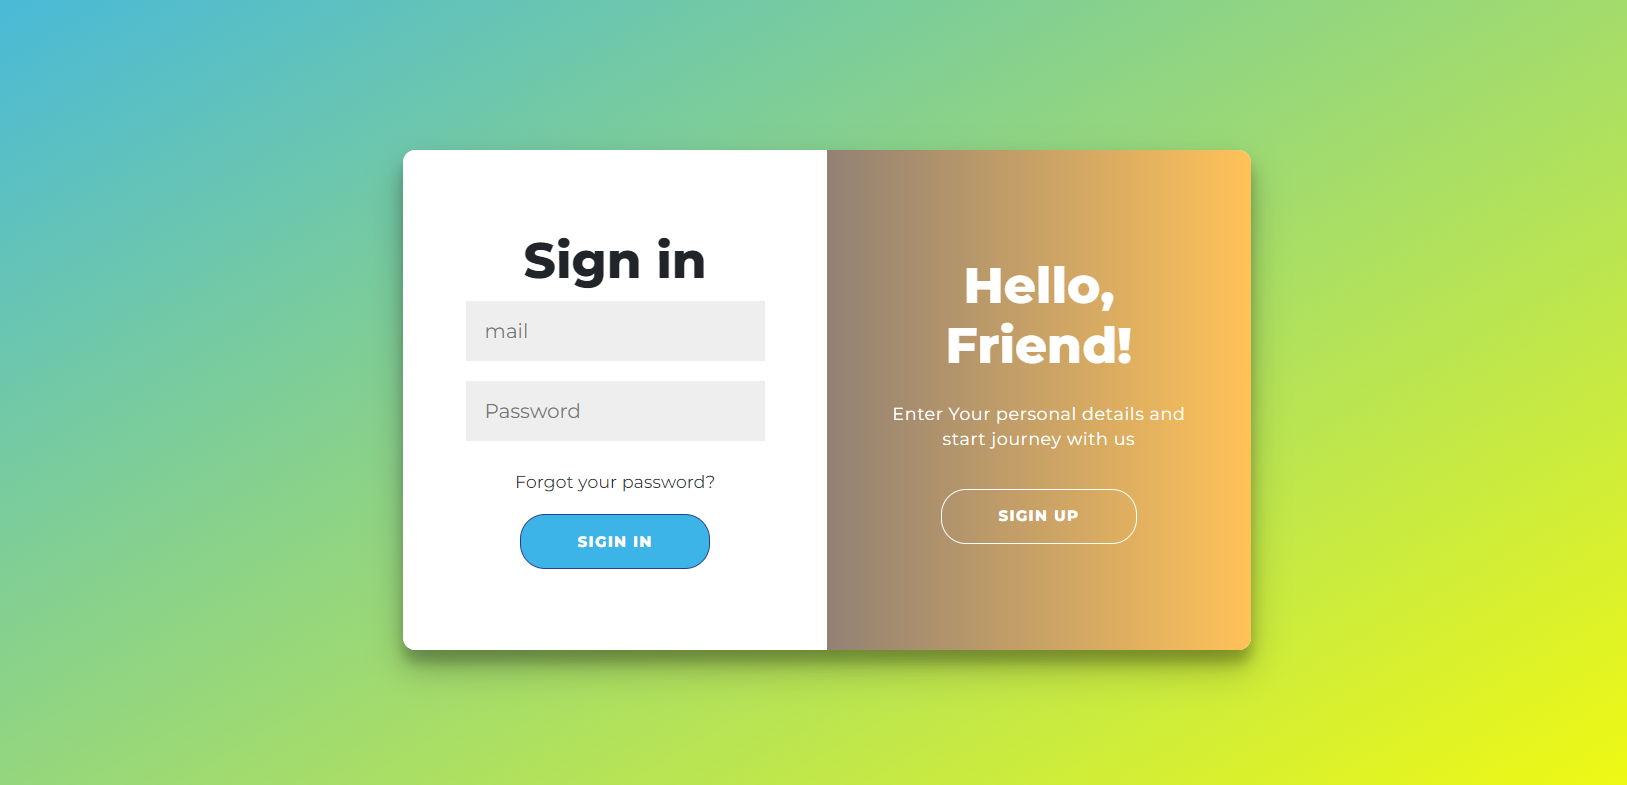 Sign in
mail
Password
Forgot your password?
SIGIN IN
Hello,
Friend!
Enter Your personal details and
start journey with us
SIGIN UP